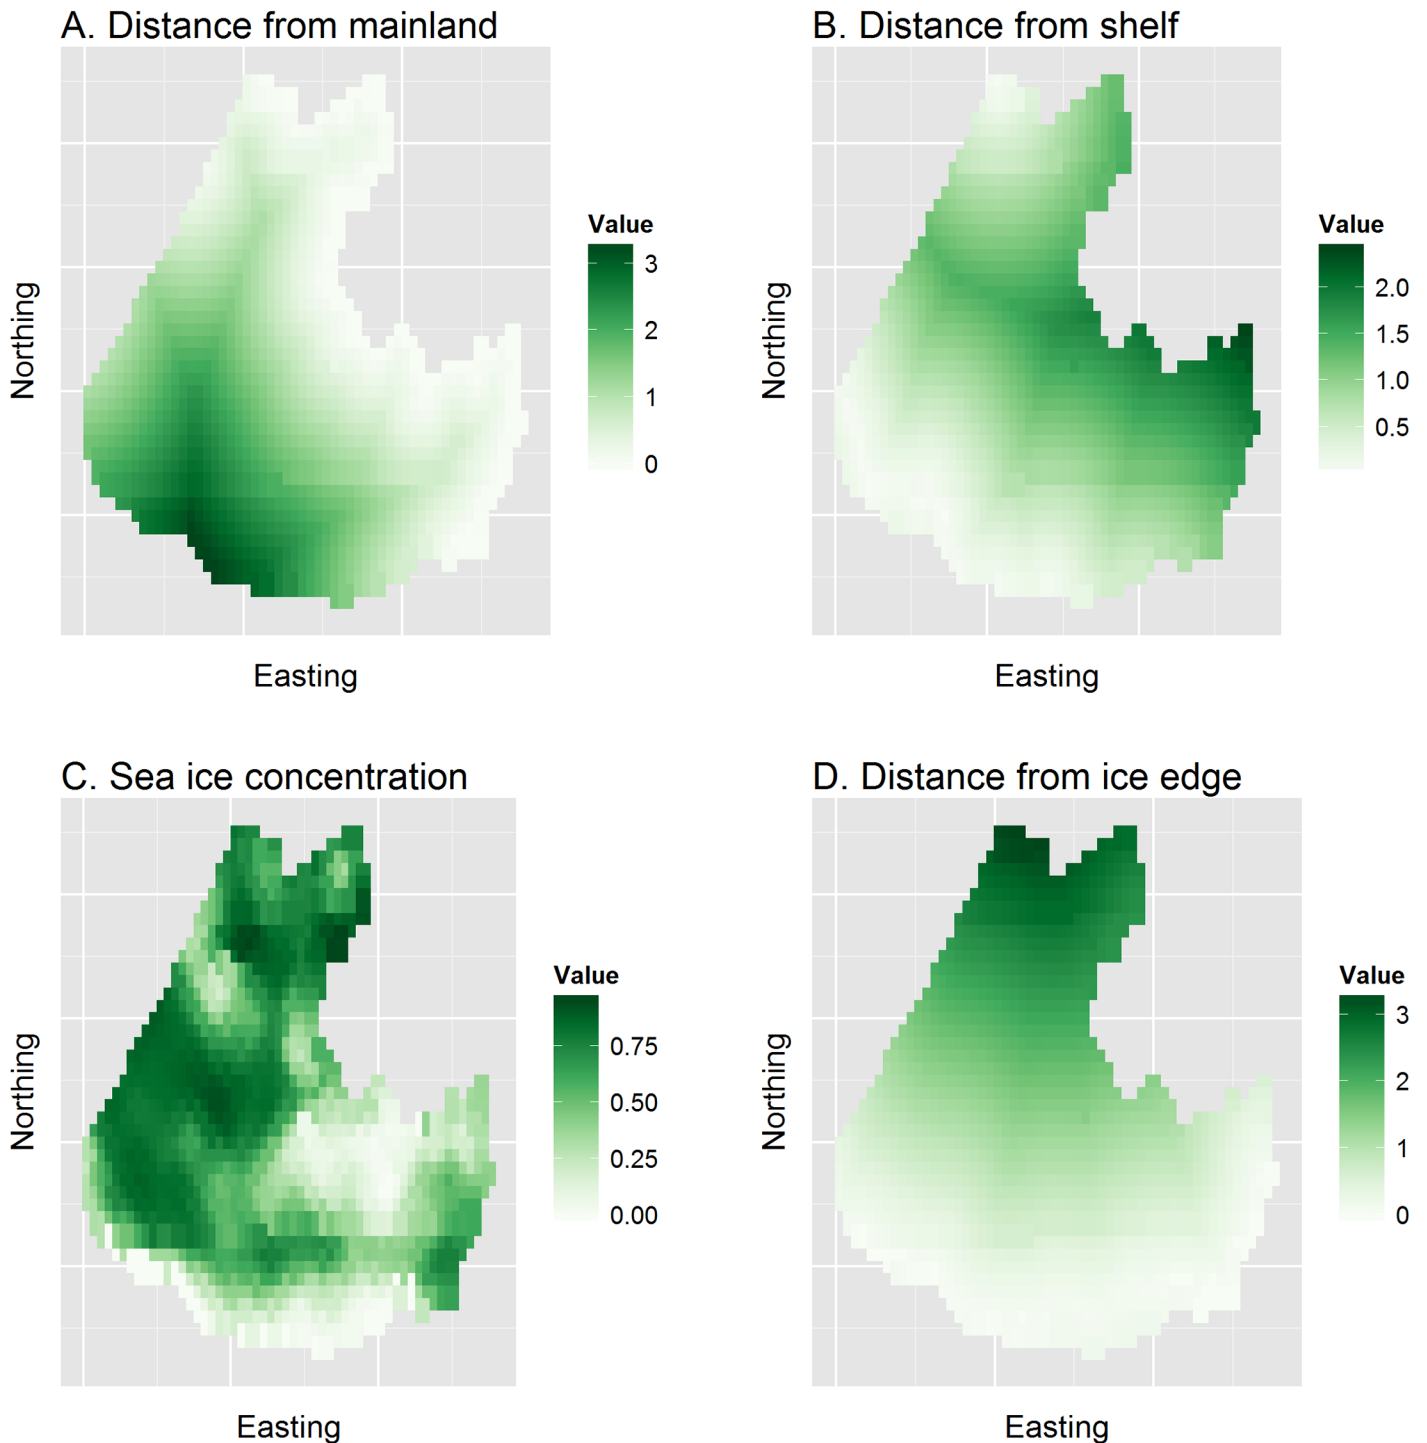 A. Distance from mainland
Northing
Easting
Value
3
2
1
0
B. Distance from shelf
Northing
Easting
Value
2.0
1.5
1.0
0.5
C. Sea ice concentration
Northing
Easting
Value
0.75
0.50
0.25
0.00
D. Distance from ice edge
Northing
Easting
Value
3
2
1
0